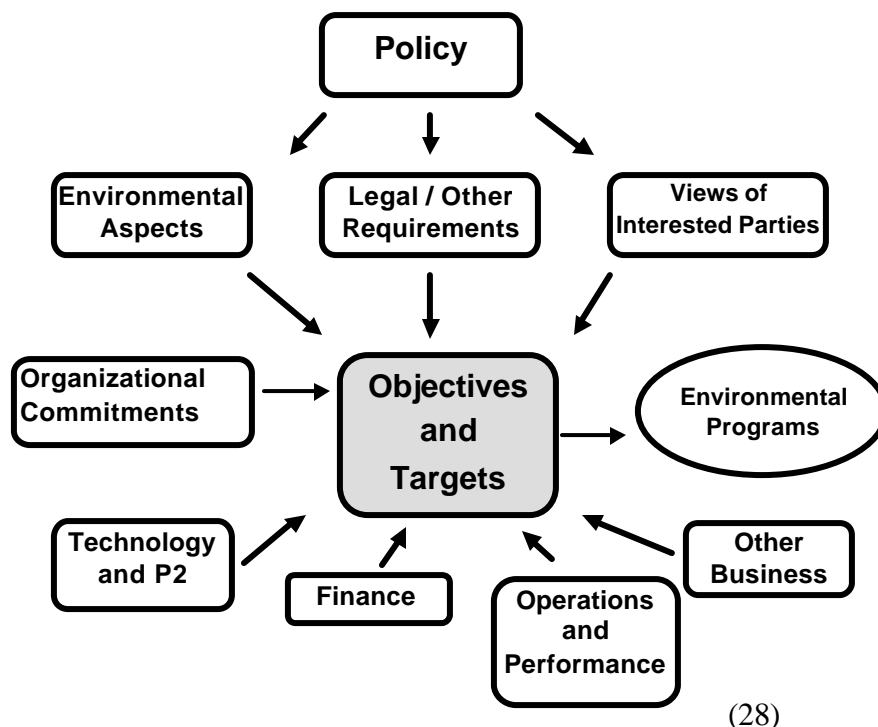 Policy
Environmental
Aspects
Legal / Other
Requirements
Views of
Interested Parties
Organizational
Commitments
Objectives
and
Targets
Environmental
Programs
Technology
and P2
Finance
Operations
and
Performance
Other
Business
(28)